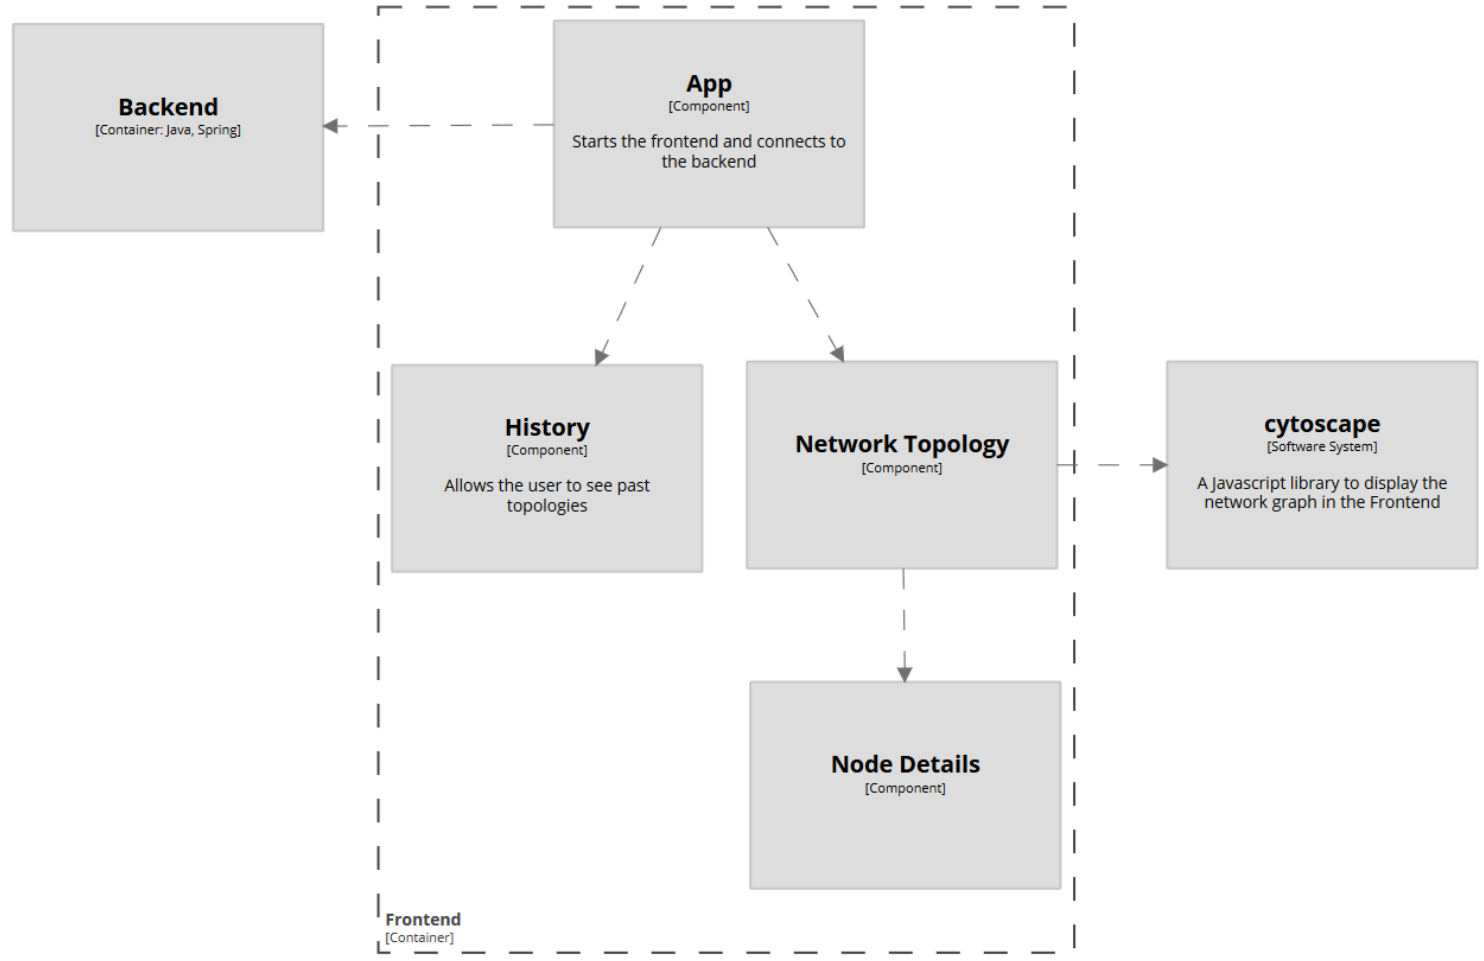 Backend
[Container: Java, Spring]
App
[Component]
Starts the frontend and connects to
the backend
History
[Component]
Allows the user to see past
topologies
Network Topology
[Component]
cytoscape
[Software System]
A Javascript library to display the
network graph in the Frontend
Node Details
[Component]
Frontend
[Container]